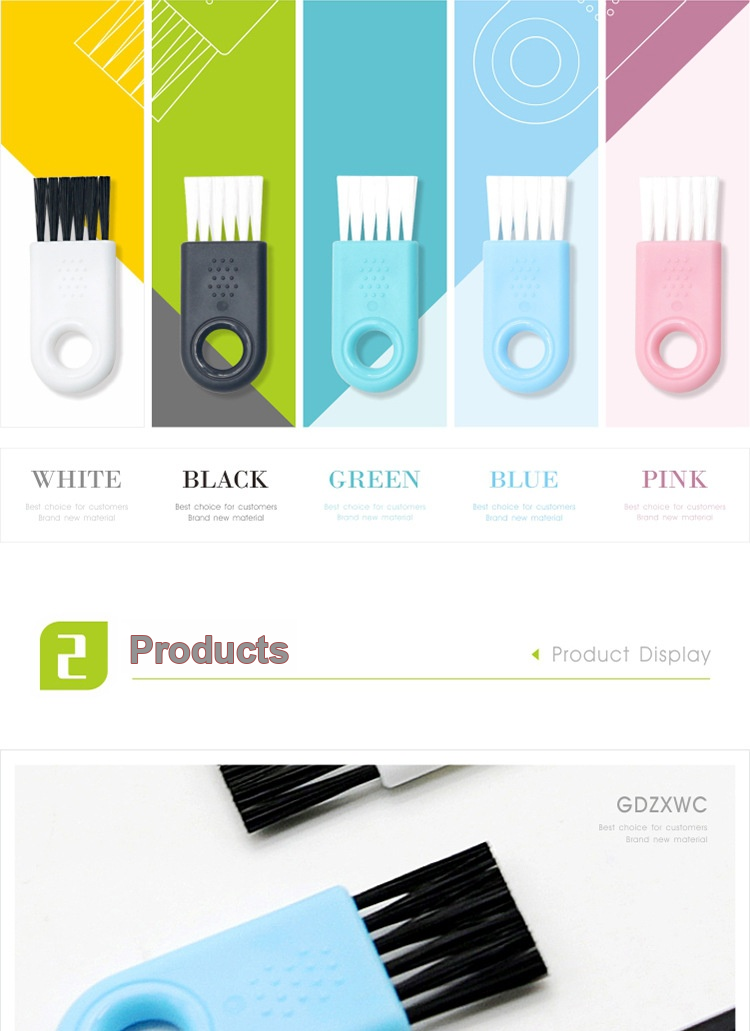 WHITE
Best choice for customers
Brand new material
BLACK
Best choice for customers
Brand new material
GREEN
Best choice for customers
Brand new material
BLUE
Best choice for customers
Brand new material
PINK
Best choice for customers
Brand new material
2 Products
Product Display
GDZXWC
Best choice for customers
Brand new material